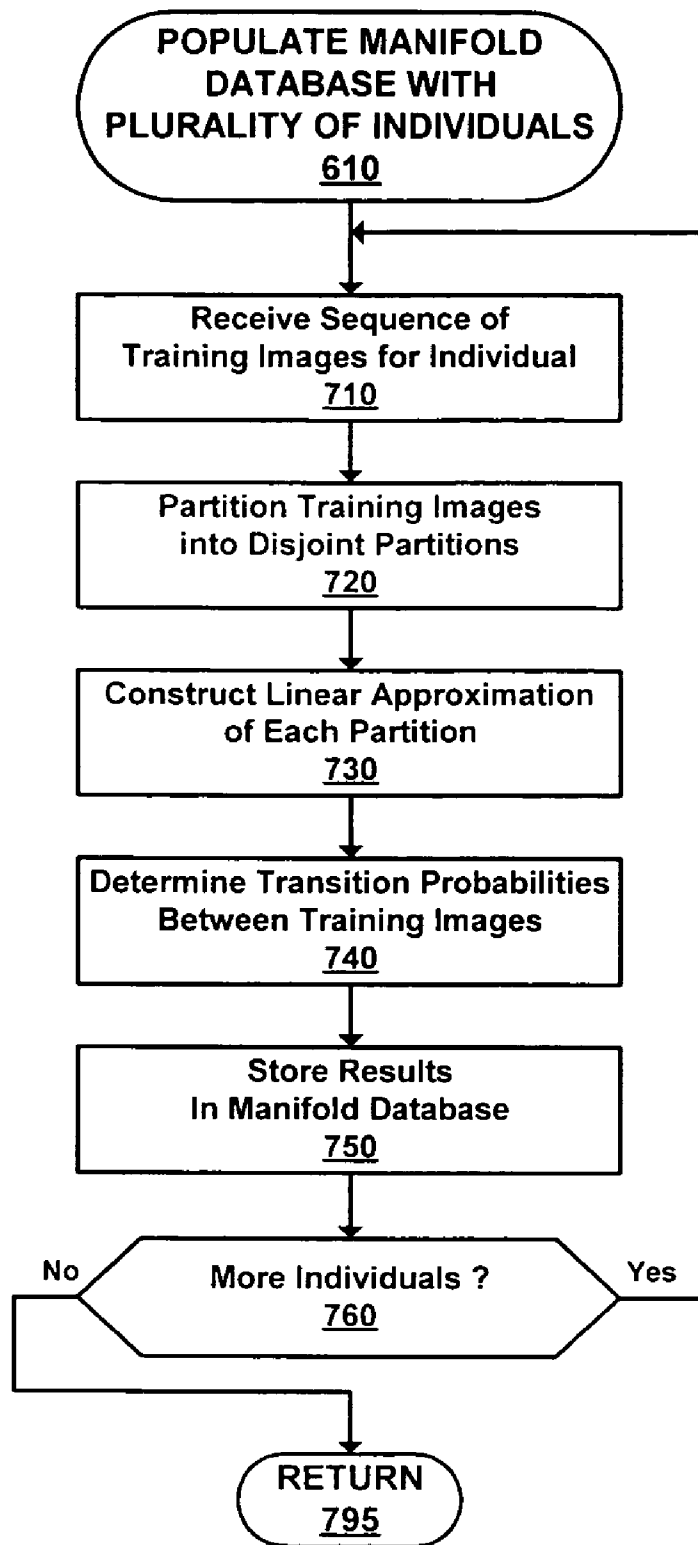 POPULATE MANIFOLD
DATABASE WITH
PLURALITY OF INDIVIDUALS
610
Receive Sequence of
Training Images for Individual
710
Partition Training Images
into Disjoint Partitions
720
Construct Linear Approximation
of Each Partition
730
Determine Transition Probabilities
Between Training Images
740
Store Results
In Manifold Database
750
No
More Individuals ?
Yes
760
RETURN
795